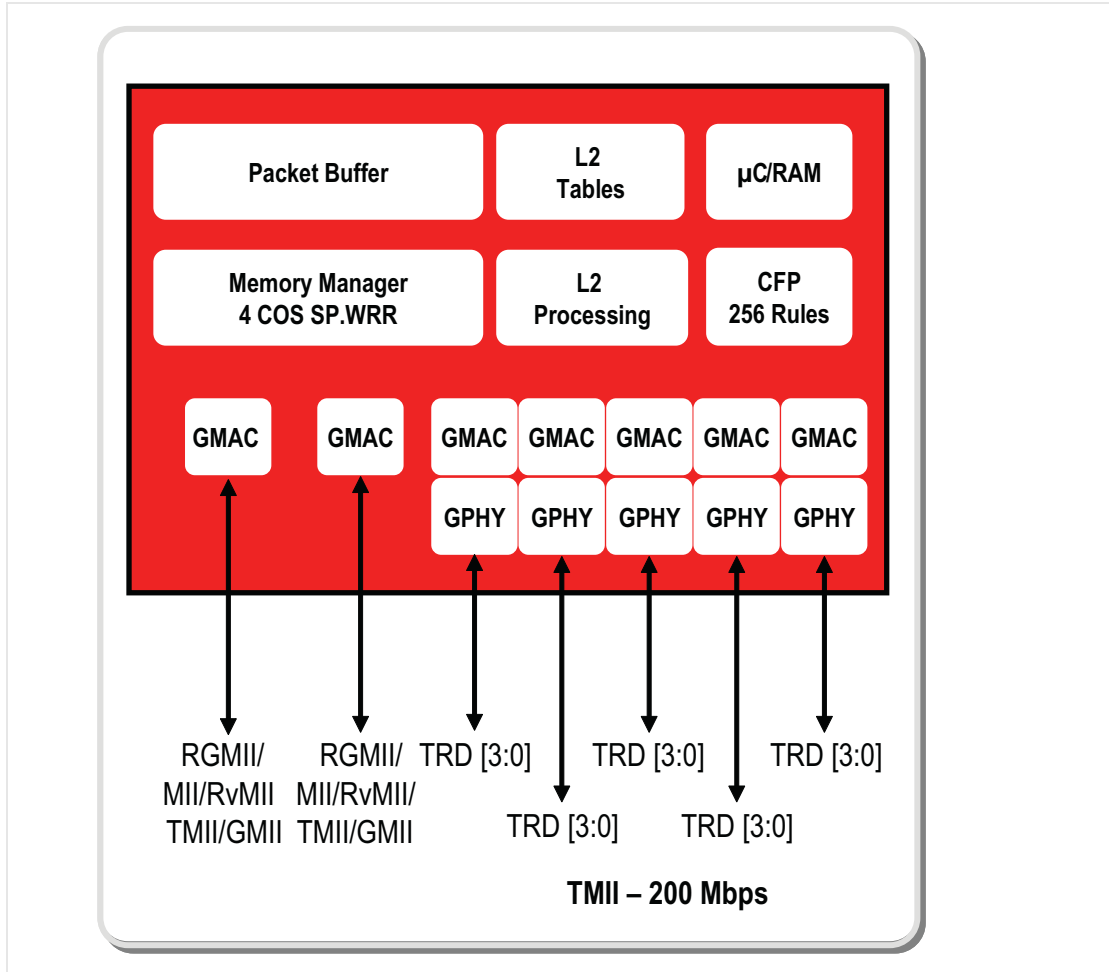 Packet Buffer
L2
Tables
µC/RAM
Memory Manager
4 COS SP.WRR
L2
Processing
CFP
256 Rules
GMAC
GMAC
GMAC
GMAC
GMAC
GMAC
GMAC
GPHY
GPHY
GPHY
GPHY
GPHY
RGMII/
MII/RvMII
TMII/GMII
RGMII/
MII/RvMII/
TMII/GMII
TRD [3:0]
TRD [3:0]
TRD [3:0]
TRD [3:0]
TRD [3:0]
TMII – 200 Mbps